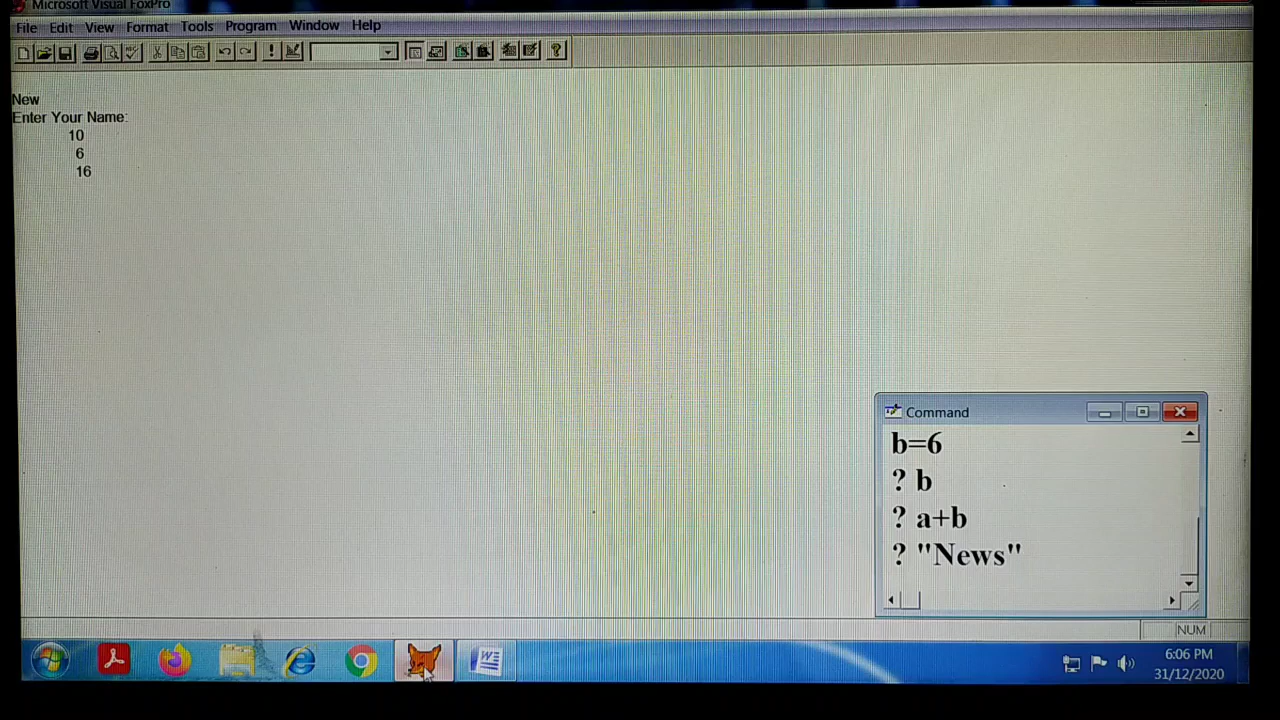 Microsoft Visual FoxPro
File Edit View Format Tools Program Window Help
New
Enter Your Name:
10
6
16
Command
b=6
? b
? a+b
? "News"
NUM
6:06 PM
31/12/2020